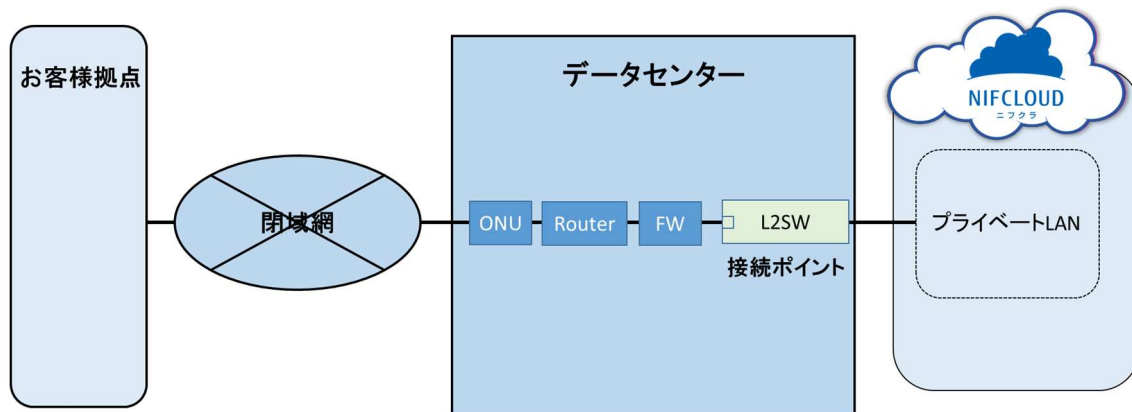 お客様拠点
閉域網
データセンター
ONU
Router
FW
L2SW
接続ポイント
NIFCLOUD
ニフクラ
プライベートLAN